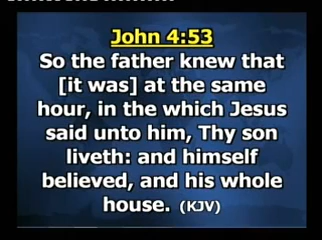 John 4:53
So the father knew that
[it was] at the same
hour, in the which Jesus
said unto him, Thy son
liveth: and himself
believed, and his whole
house. (KJV)